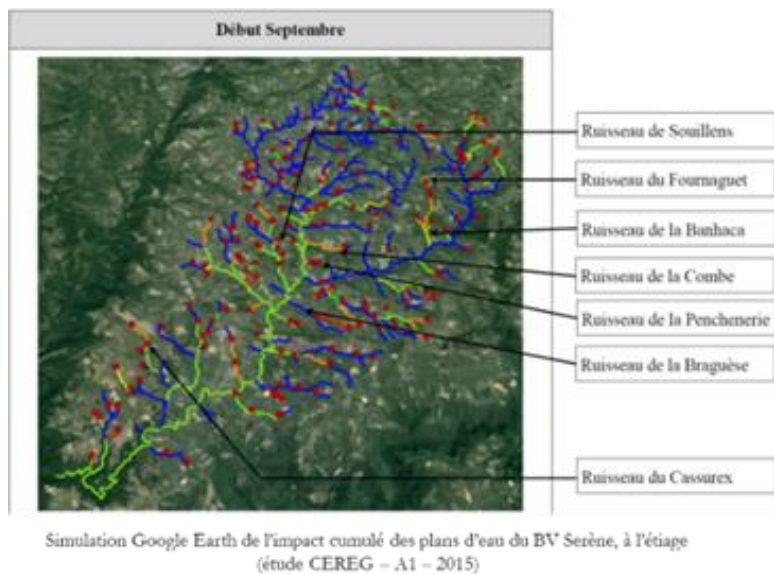 Début Septembre
Ruisseau de Souillens
Ruisseau du Fournaguet
Ruisseau de la Banhaca
Ruisseau de la Combe
Ruisseau de la Penchenerie
Ruisseau de la Braguèse
Ruisseau du Cassurex
Simulation Google Earth de l'impact cumulé des plans d'eau du BV Serène, à l'étiage
(étude CEREG – A1 – 2015)